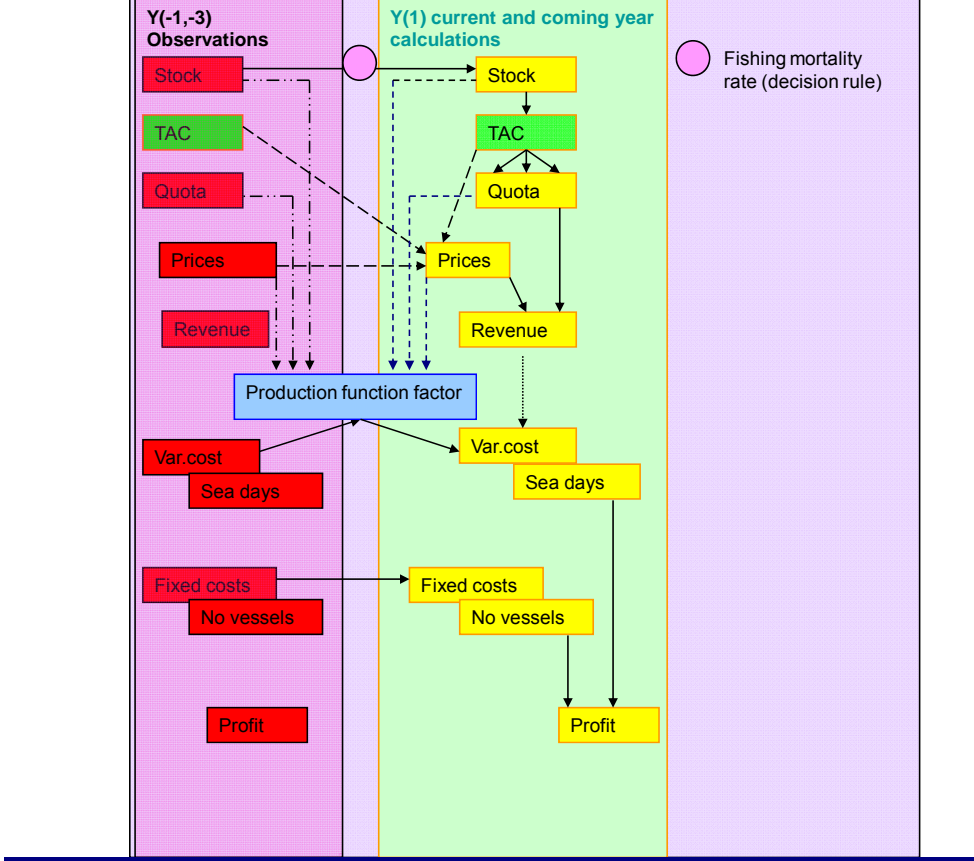 Y(-1,-3)
Observations
Stock
TAC
Quota
Prices
Revenue
Production function factor
Var.cost
Sea days
Fixed costs
No vessels
Profit
Y(1) current and coming year
calculations
Stock
TAC
Quota
Prices
Revenue
Var.cost
Sea days
Fixed costs
No vessels
Profit
Fishing mortality
rate (decision rule)